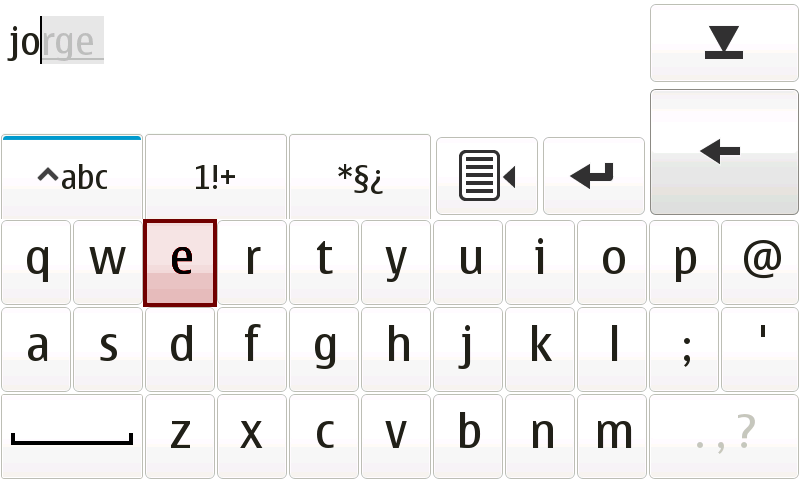 jorge
^abc 1!+ *§¿
q w e r t y u i o p @
a s d f g h j k l ; '
z x c v b n m . , ?